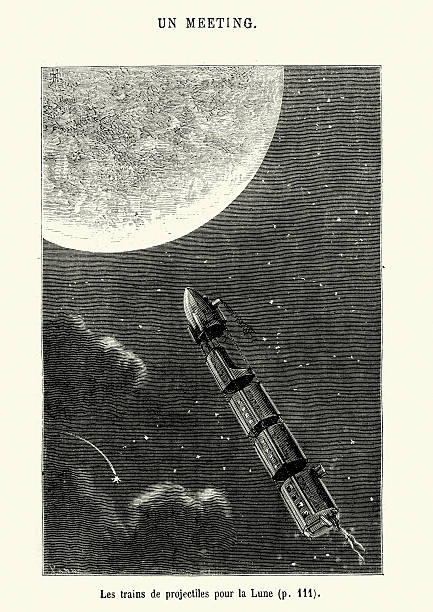 UN MEETING.
Les trains de projectiles pour la Lune (p. 111).